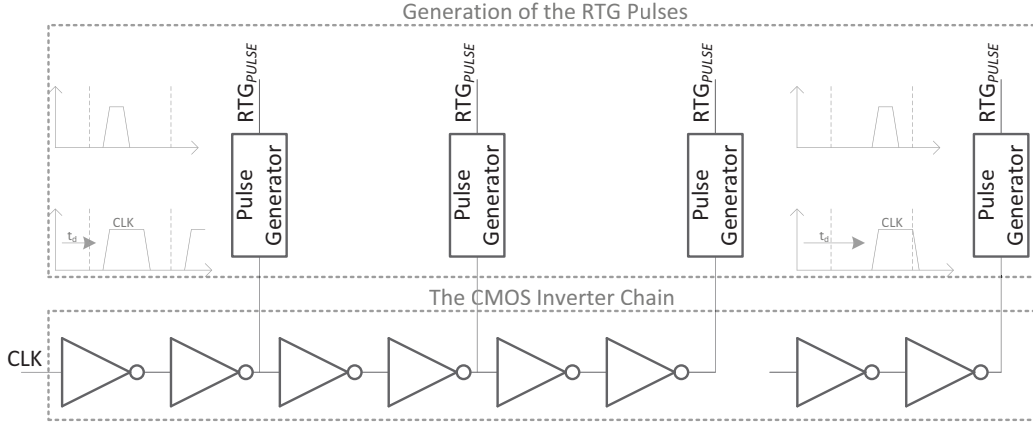 Generation of the RTG Pulses
RTGPULSE
RTGPULSE
RTGPULSE
RTGPULSE
Pulse
Generator
Pulse
Generator
Pulse
Generator
Pulse
Generator
CLK
td
CLK
td
The CMOS Inverter Chain
CLK